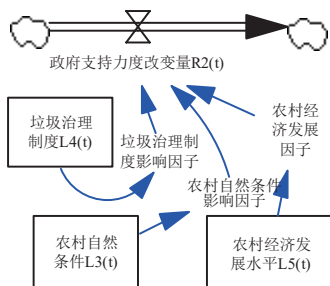 政府支持力度改变量R2(t)
垃圾治理
制度L4(t)
垃圾治理制
度影响因子
农村经
济发展
因子
农村自然条件
影响因子
农村自然
条件L3(t)
农村经济发
展水平L5(t)